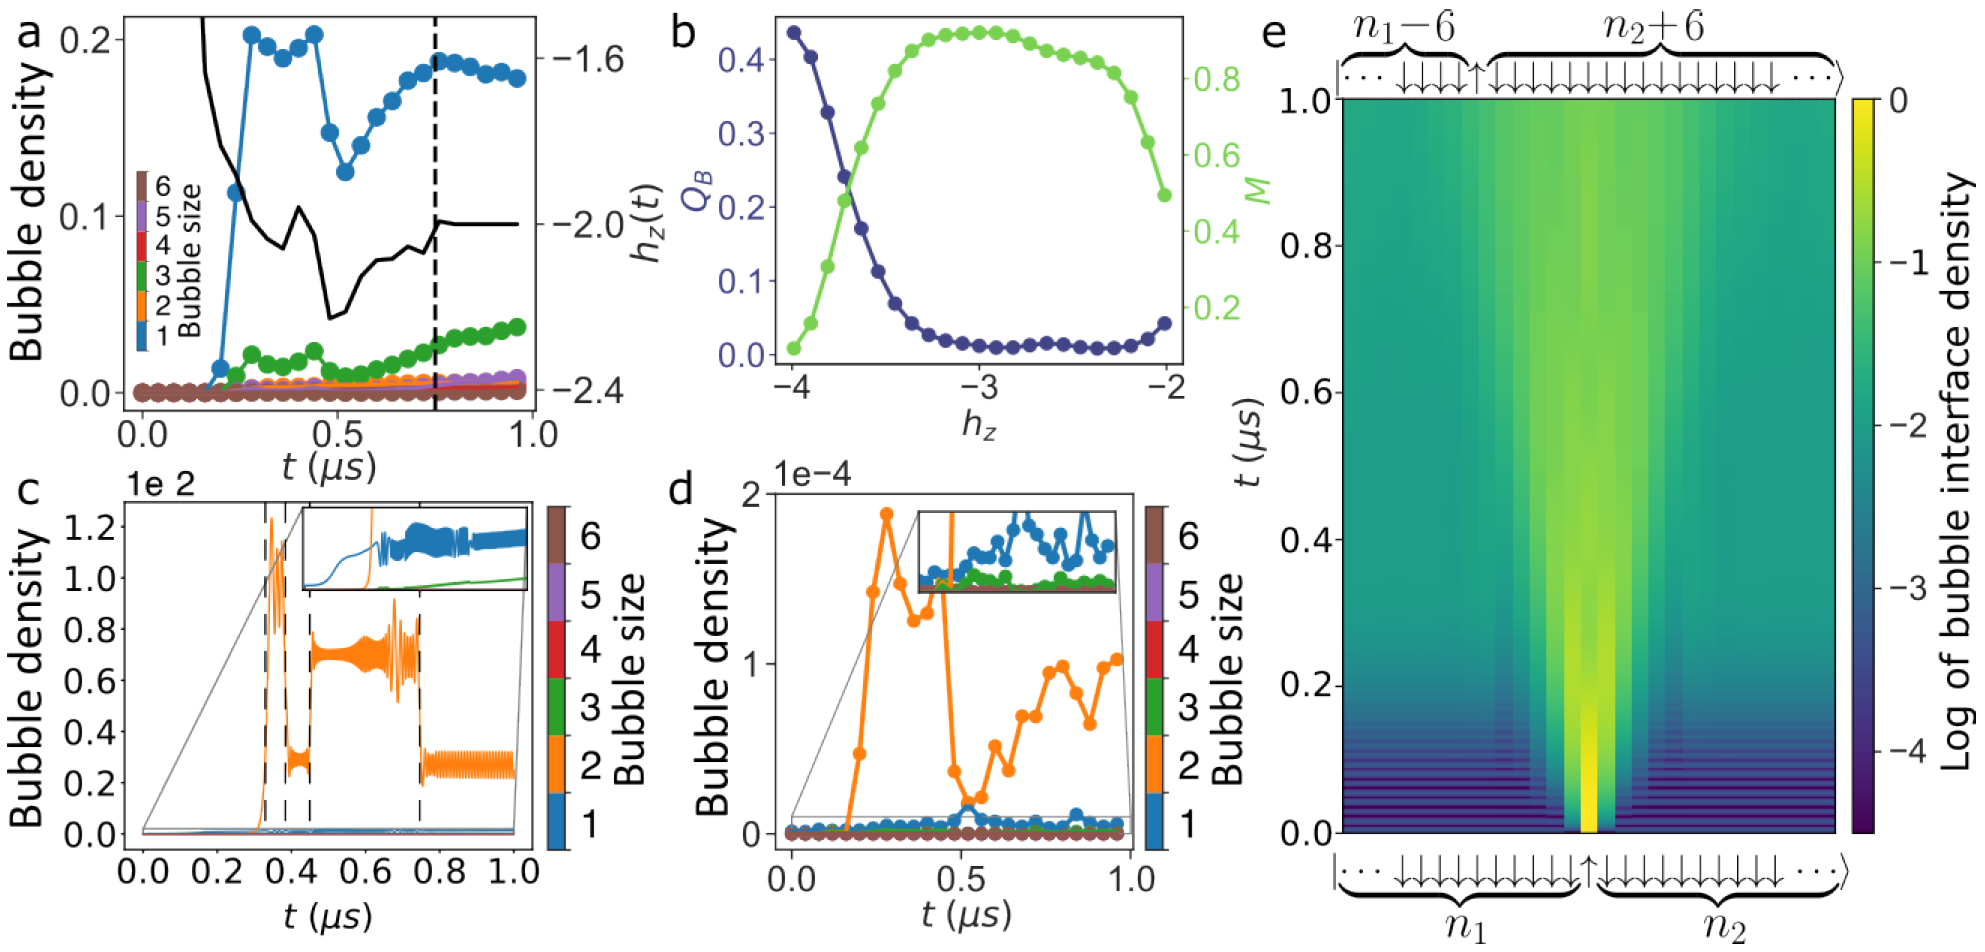 a
Bubble density
0.2
0.1
0.0
6
5
4
3
2
1
Bubble size
−1.6
−2.0
−2.4
h_z(t)
0.0 0.5 1.0
t (μs)
b
Q_B
0.4
0.3
0.2
0.1
0.0
M
0.8
0.6
0.4
0.2
−4 −3 −2
h_z
c
1e 2
Bubble density
1.2
1.0
0.8
0.6
0.4
0.2
0.0
0.0 0.2 0.4 0.6 0.8 1.0
t (μs)
6
5
4
3
2
1
Bubble size
d
1e−4
Bubble density
2
1
0
0.0 0.5 1.0
t (μs)
6
5
4
3
2
1
Bubble size
e
n₁−6 n₂+6
|··· ↓↓↓↓↑↓↓↓↓↓↓↓↓↓↓↓↓↓↓↓↓ ···⟩
t (μs)
1.0
0.8
0.6
0.4
0.2
0.0
0
−1
−2
−3
−4
Log of bubble interface density
|··· ↓↓↓↓↓↓↓↓↓↓↑↓↓↓↓↓↓↓↓↓↓ ···⟩
n₁ n₂